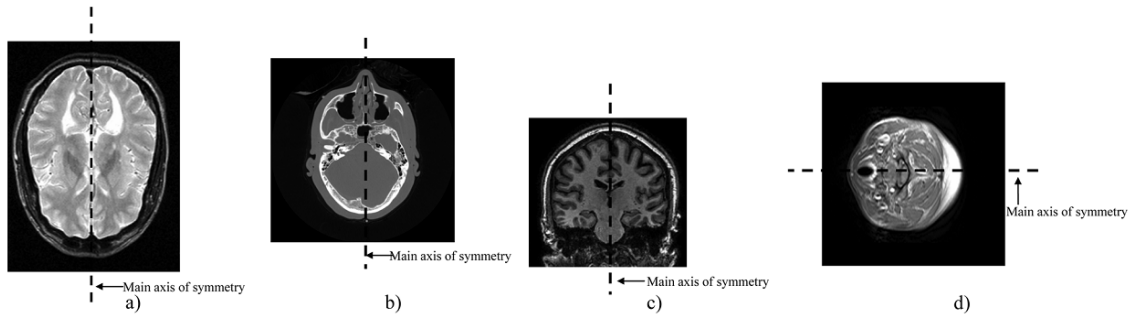 Main axis of symmetry
a)
Main axis of symmetry
b)
Main axis of symmetry
c)
Main axis of symmetry
d)